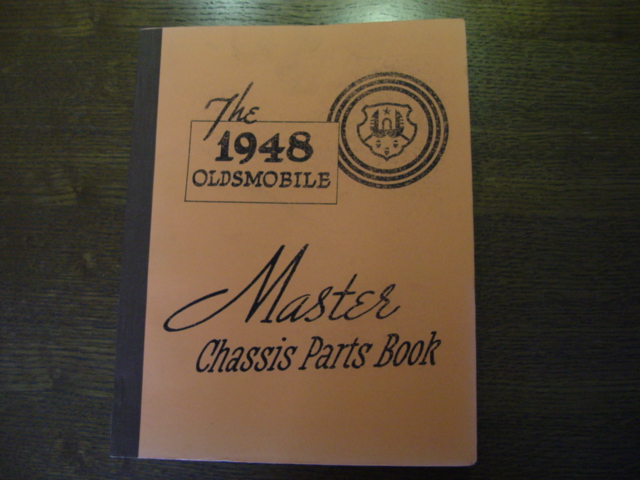 The
1948
OLDSMOBILE
Master
Chassis Parts Book